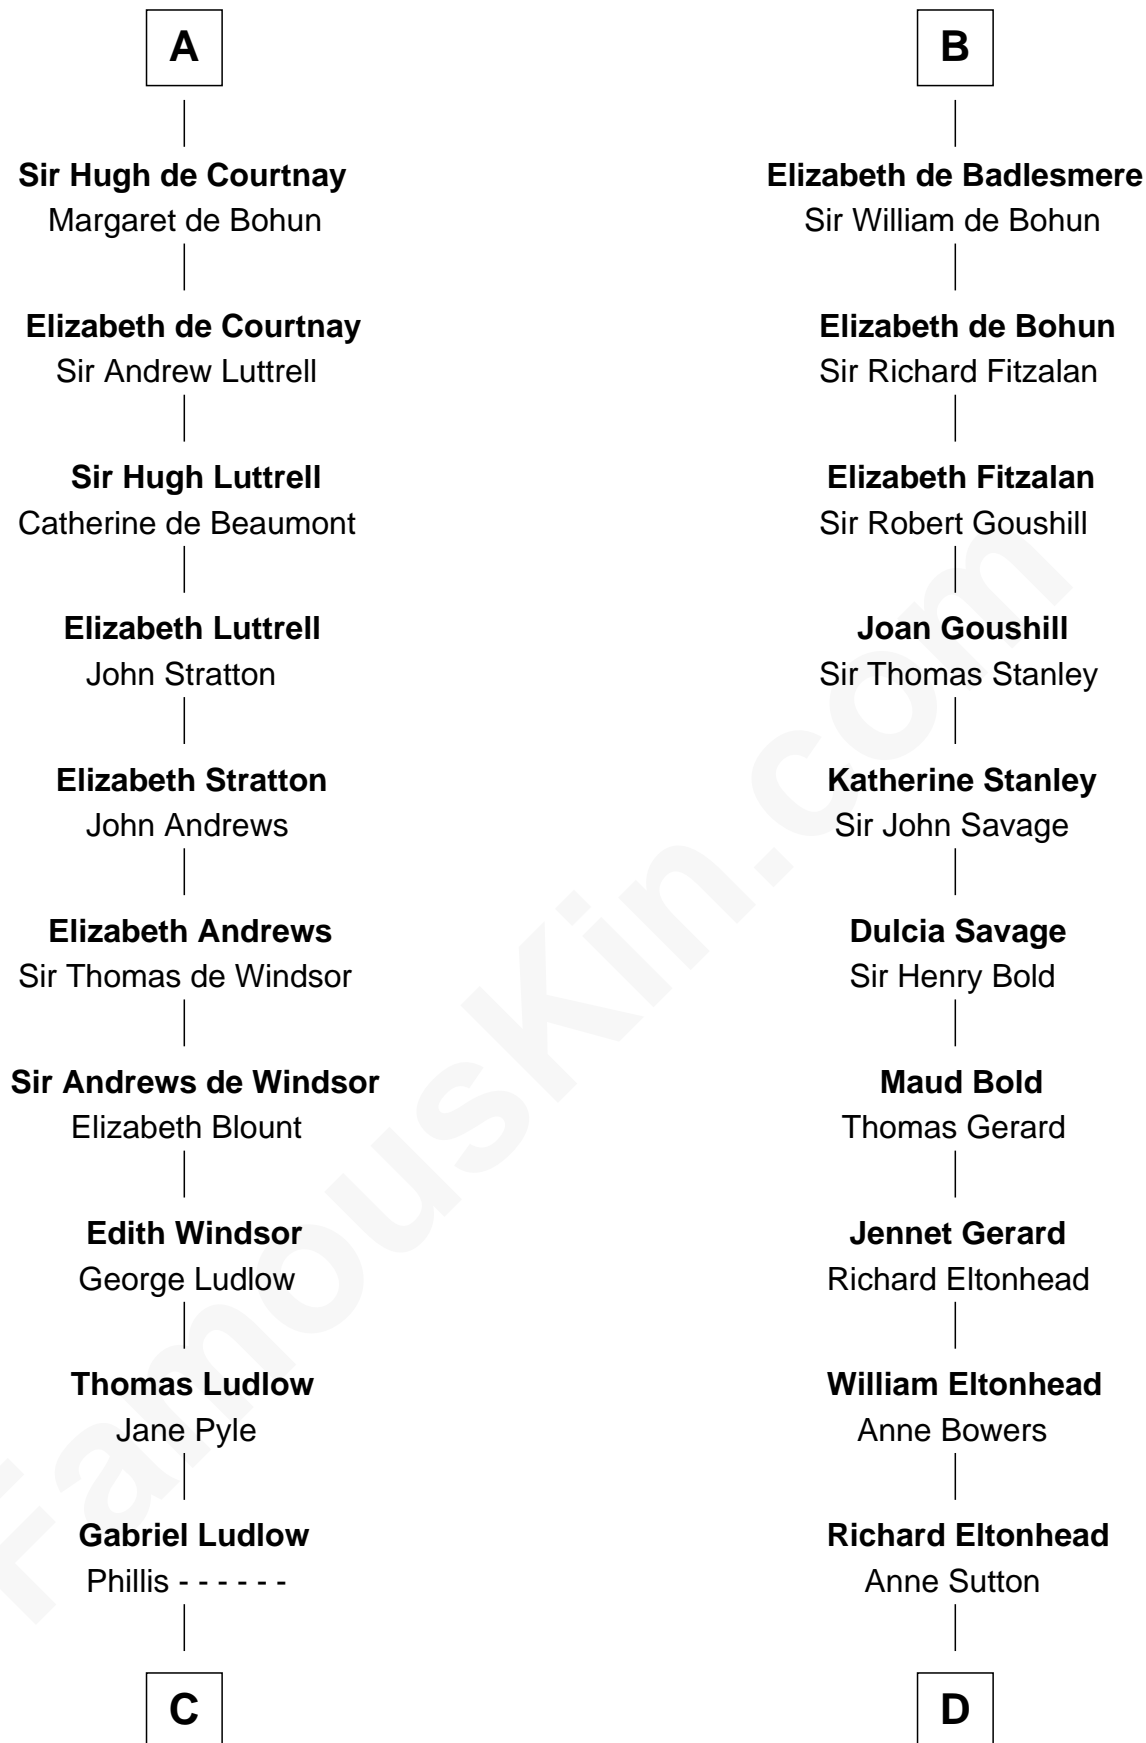 A
Sir Hugh de Courtnay
Margaret de Bohun
Elizabeth de Courtnay
Sir Andrew Luttrell
Sir Hugh Luttrell
Catherine de Beaumont
Elizabeth Luttrell
John Stratton
Elizabeth Stratton
John Andrews
Elizabeth Andrews
Sir Thomas de Windsor
Sir Andrews de Windsor
Elizabeth Blount
Edith Windsor
George Ludlow
Thomas Ludlow
Jane Pyle
Gabriel Ludlow
Phillis - - - - - -
C
B
Elizabeth de Badlesmere
Sir William de Bohun
Elizabeth de Bohun
Sir Richard Fitzalan
Elizabeth Fitzalan
Sir Robert Goushill
Joan Goushill
Sir Thomas Stanley
Katherine Stanley
Sir John Savage
Dulcia Savage
Sir Henry Bold
Maud Bold
Thomas Gerard
Jennet Gerard
Richard Eltonhead
William Eltonhead
Anne Bowers
Richard Eltonhead
Anne Sutton
D
FamousKin.com